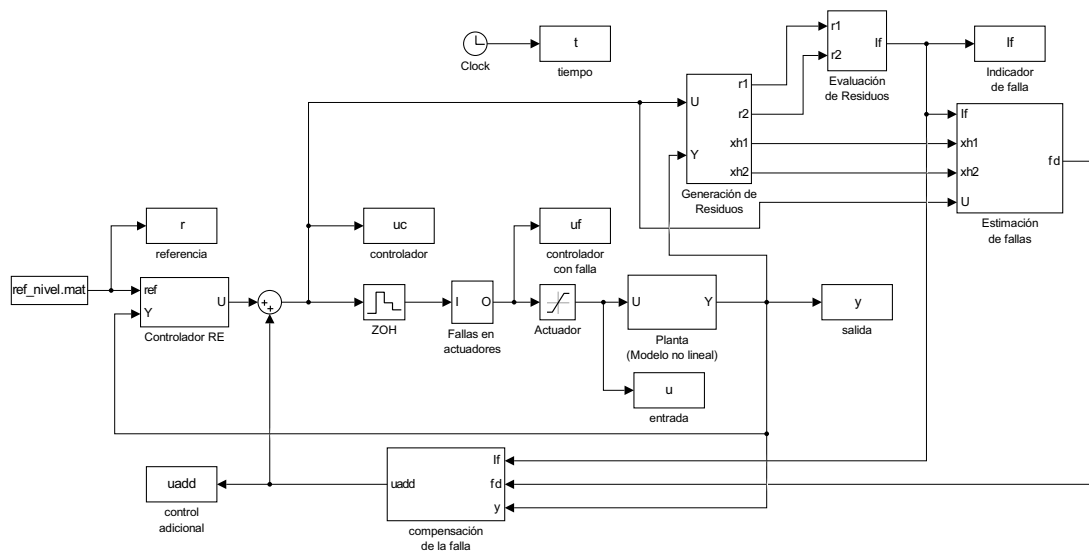 r1
r2
If
Evaluación
de Residuos
If
Indicador
de falla
Clock
t
tiempo
U
Y
r1
r2
xh1
xh2
Generación de
Residuos
If
xh1
xh2
U
fd
Estimación
de fallas
r
referencia
uc
controlador
uf
controlador
con falla
ref_nivel.mat
ref
Y
U
Controlador RE
+
+
ZOH
I
O
Fallas en
actuadores
Actuador
U
Y
Planta
(Modelo no lineal)
y
salida
u
entrada
uadd
control
adicional
uadd
If
fd
y
compensación
de la falla